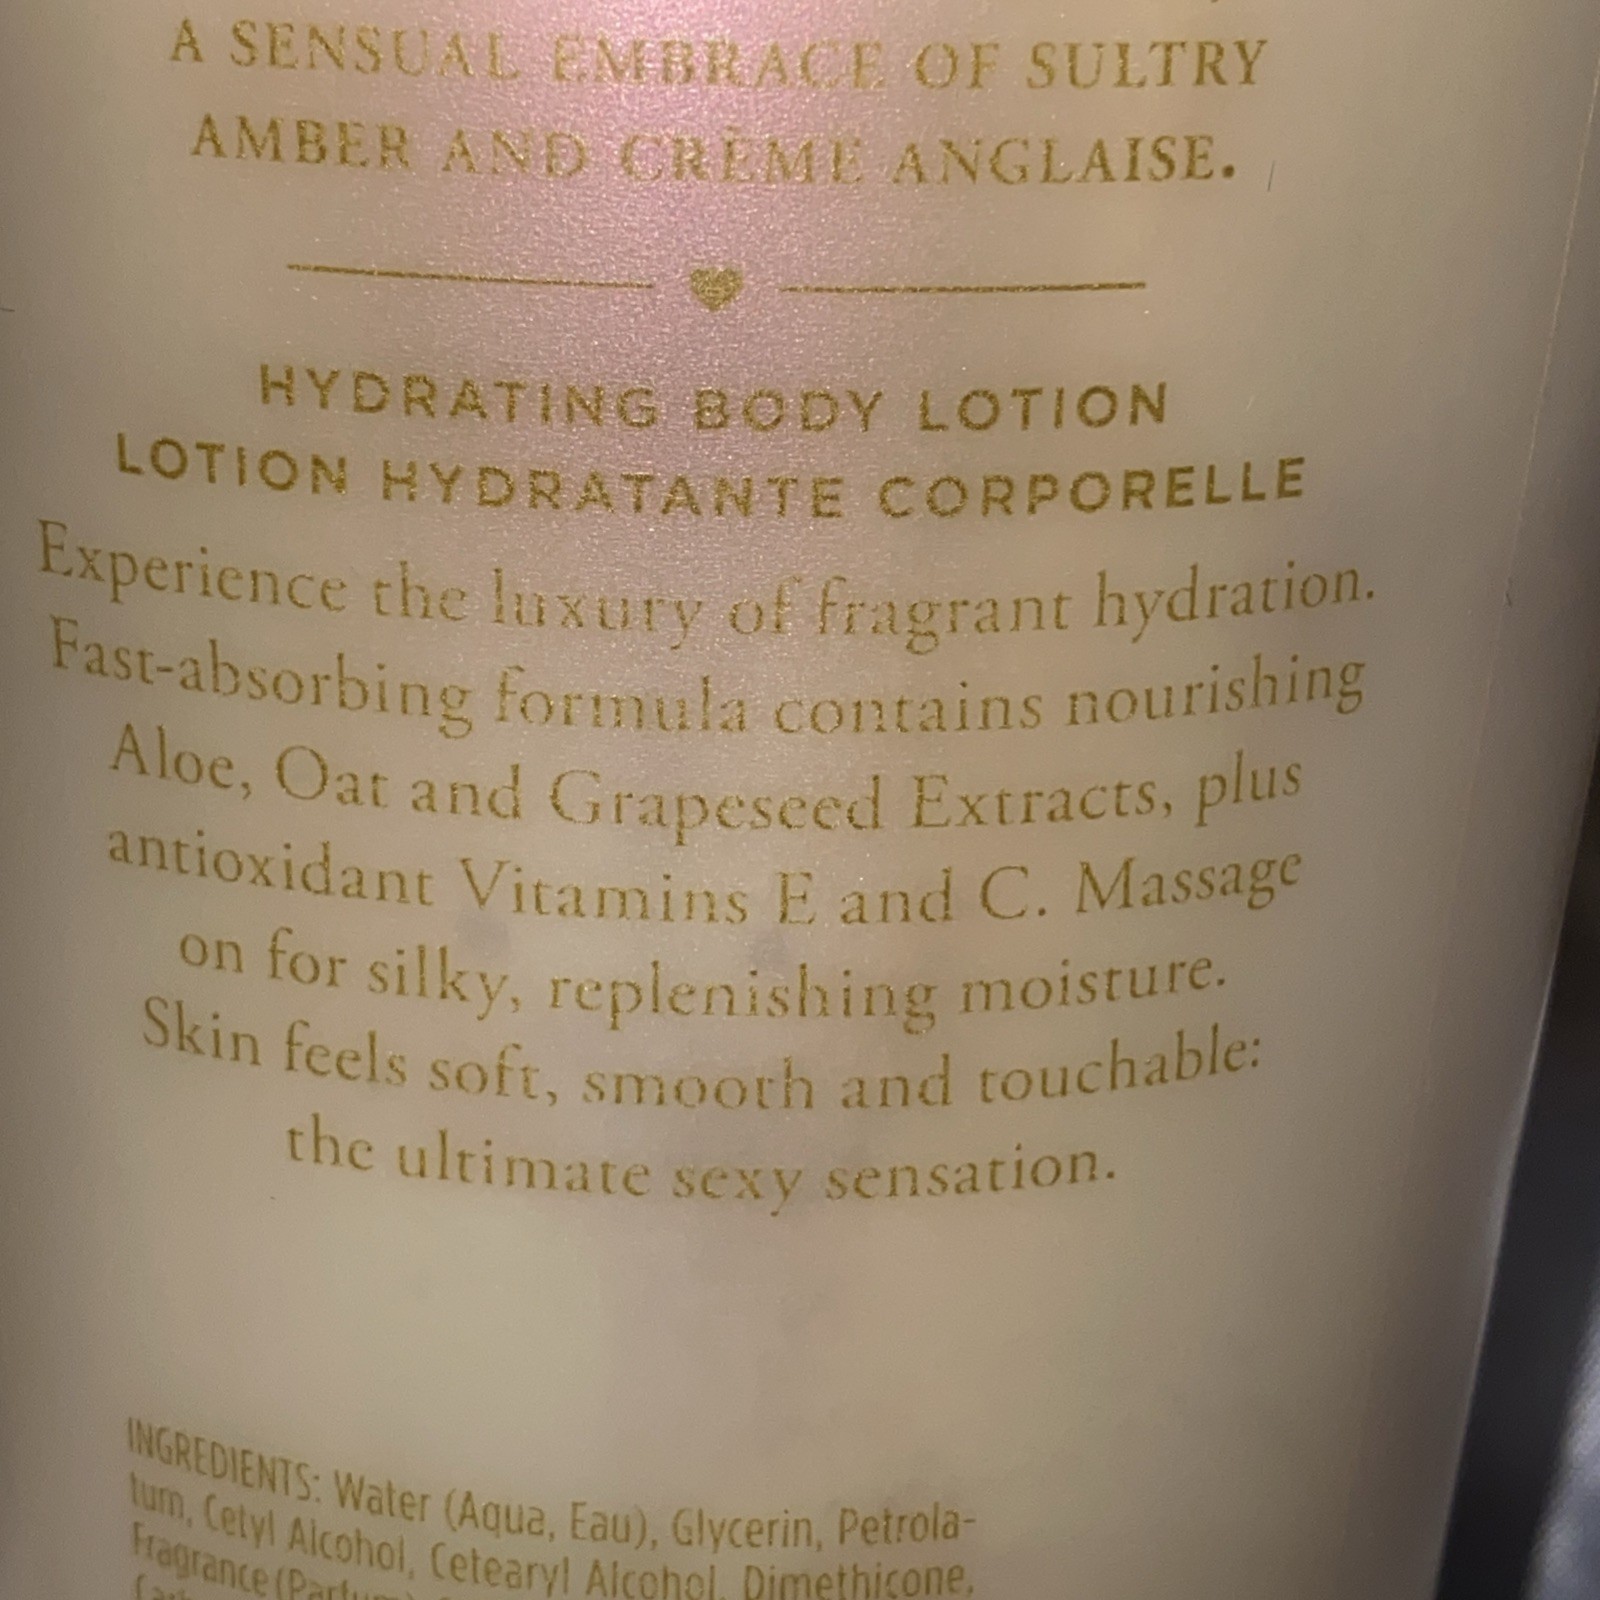 A SENSUAL EMBRACE OF SULTRY
AMBER AND CRÈME ANGLAISE.
HYDRATING BODY LOTION
LOTION HYDRATANTE CORPORELLE
Experience the luxury of fragrant hydration.
Fast-absorbing formula contains nourishing
Aloe, Oat and Grapeseed Extracts, plus
antioxidant Vitamins E and C. Massage
on for silky, replenishing moisture.
Skin feels soft, smooth and touchable:
the ultimate sexy sensation.
INGREDIENTS: Water (Aqua, Eau), Glycerin, Petrola-
tum, Cetyl Alcohol, Cetearyl Alcohol, Dimethicone,
Fragrance (Parfum)